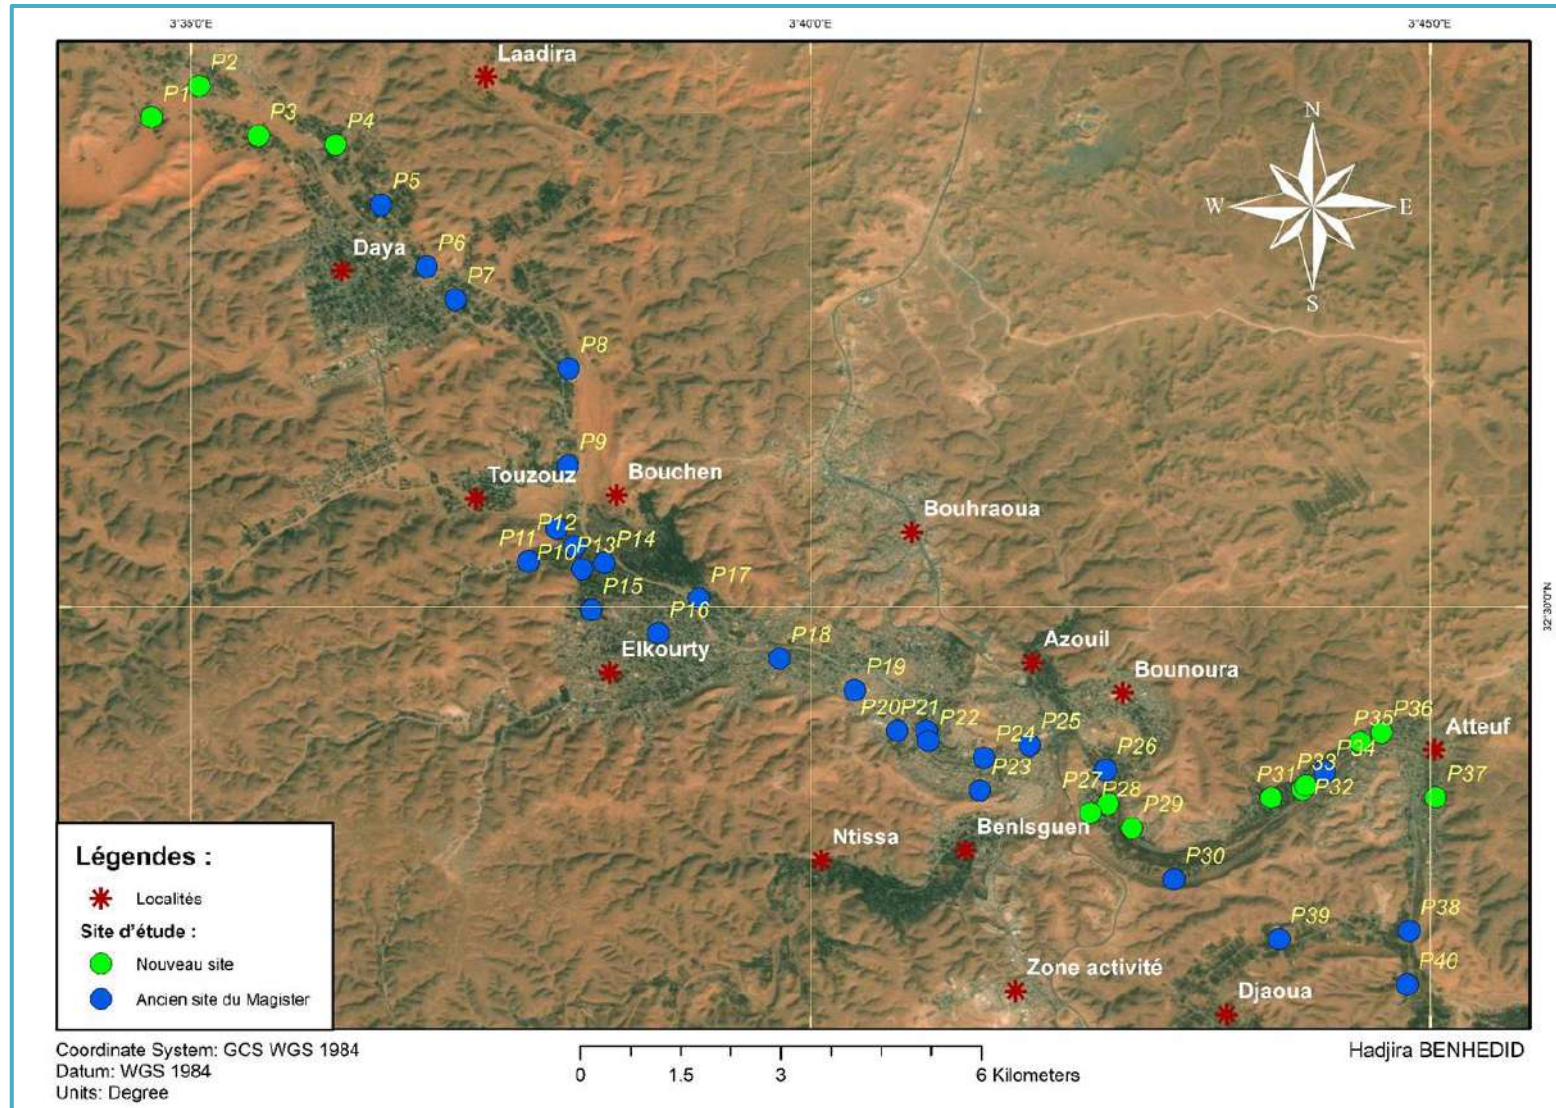 3°35'0"E
3°40'0"E
3°45'0"E
Laadira
P2
P1
P3
P4
N
W
E
S
P5
Daya
P6
P7
P8
P9
Touzouz
Bouchen
Bouhraoua
P12
P11
P10
P13
P14
P15
P17
P16
32°30'0"N
Elkourty
P18
Azouil
Bounoura
P19
P20
P21
P22
P24
P25
P23
P26
P36
P35
Atteuf
P34
P33
P31
P32
P37
P27
P28
P29
Ntissa
BenIsguen
P30
P39
P38
P40
Zone activité
Djaoua
Légendes :
Localités
Site d'étude :
Nouveau site
Ancien site du Magister
Coordinate System: GCS WGS 1984
Datum: WGS 1984
Units: Degree
0 1.5 3 6 Kilometers
Hadjira BENHEDID